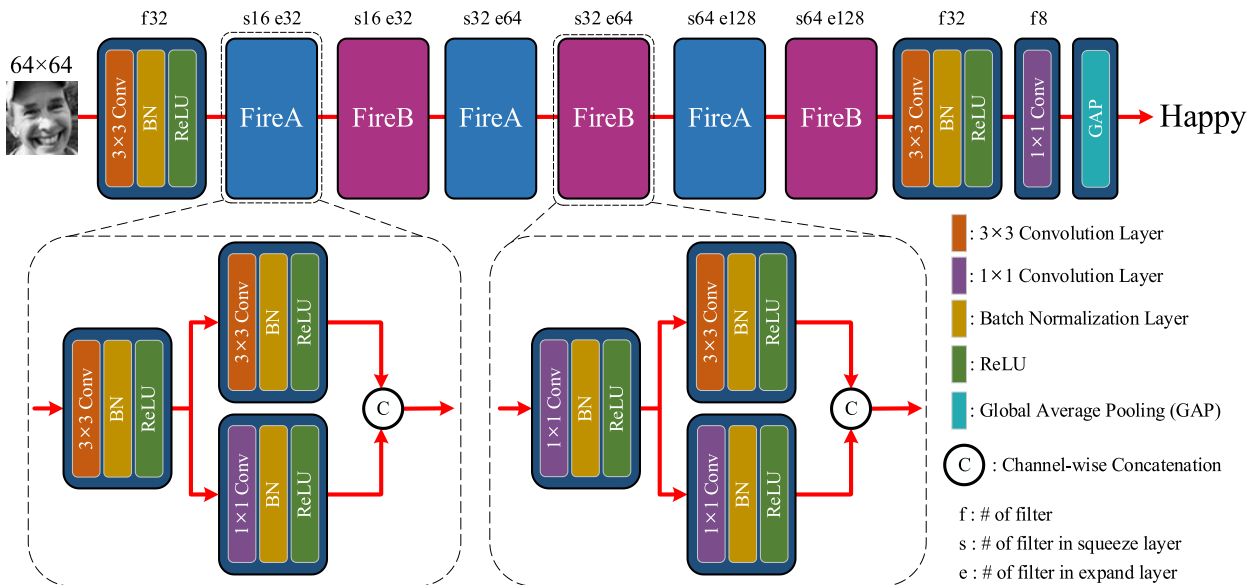 f32
s16 e32
s16 e32
s32 e64
s32 e64
s64 e128
s64 e128
f32
f8
64×64
3×3 Conv
BN
ReLU
FireA
FireB
FireA
FireB
FireA
FireB
3×3 Conv
BN
ReLU
1×1 Conv
GAP
Happy
3×3 Conv
BN
ReLU
3×3 Conv
BN
ReLU
1×1 Conv
BN
ReLU
C
1×1 Conv
BN
ReLU
3×3 Conv
BN
ReLU
1×1 Conv
BN
ReLU
C
: 3×3 Convolution Layer
: 1×1 Convolution Layer
: Batch Normalization Layer
: ReLU
: Global Average Pooling (GAP)
C : Channel-wise Concatenation
f : # of filter
s : # of filter in squeeze layer
e : # of filter in expand layer